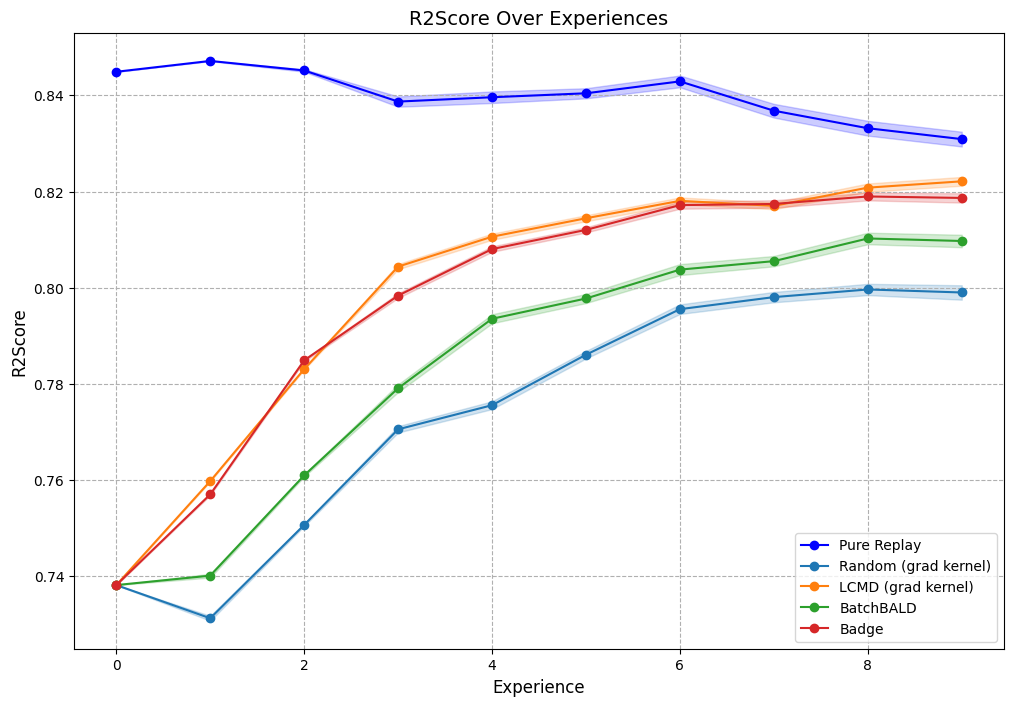 R2Score Over Experiences
R2Score
0.84
0.82
0.80
0.78
0.76
0.74
0
2
4
6
8
Experience
Pure Replay
Random (grad kernel)
LCMD (grad kernel)
BatchBALD
Badge